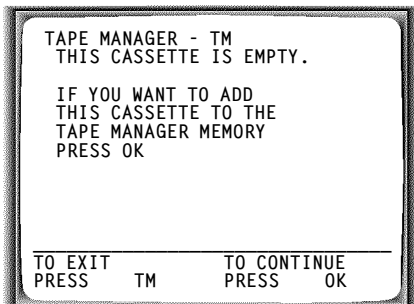 TAPE MANAGER - TM
THIS CASSETTE IS EMPTY.
IF YOU WANT TO ADD
THIS CASSETTE TO THE
TAPE MANAGER MEMORY
PRESS OK
TO EXIT TO CONTINUE
PRESS TM PRESS OK